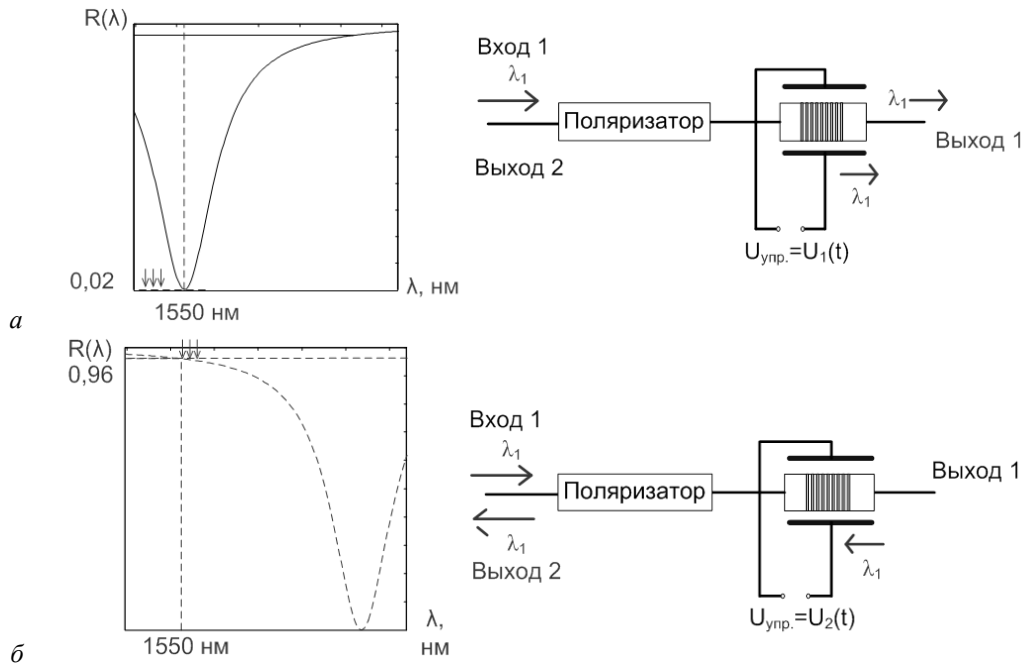 R(λ)
0,02
1550 нм
λ, нм
Вход 1
λ₁
Поляризатор
Выход 2
λ₁
Выход 1
λ₁
Uупр.=U₁(t)
а
R(λ)
0,96
1550 нм
λ,
нм
Вход 1
λ₁
Поляризатор
λ₁
Выход 2
Выход 1
λ₁
Uупр.=U₂(t)
б